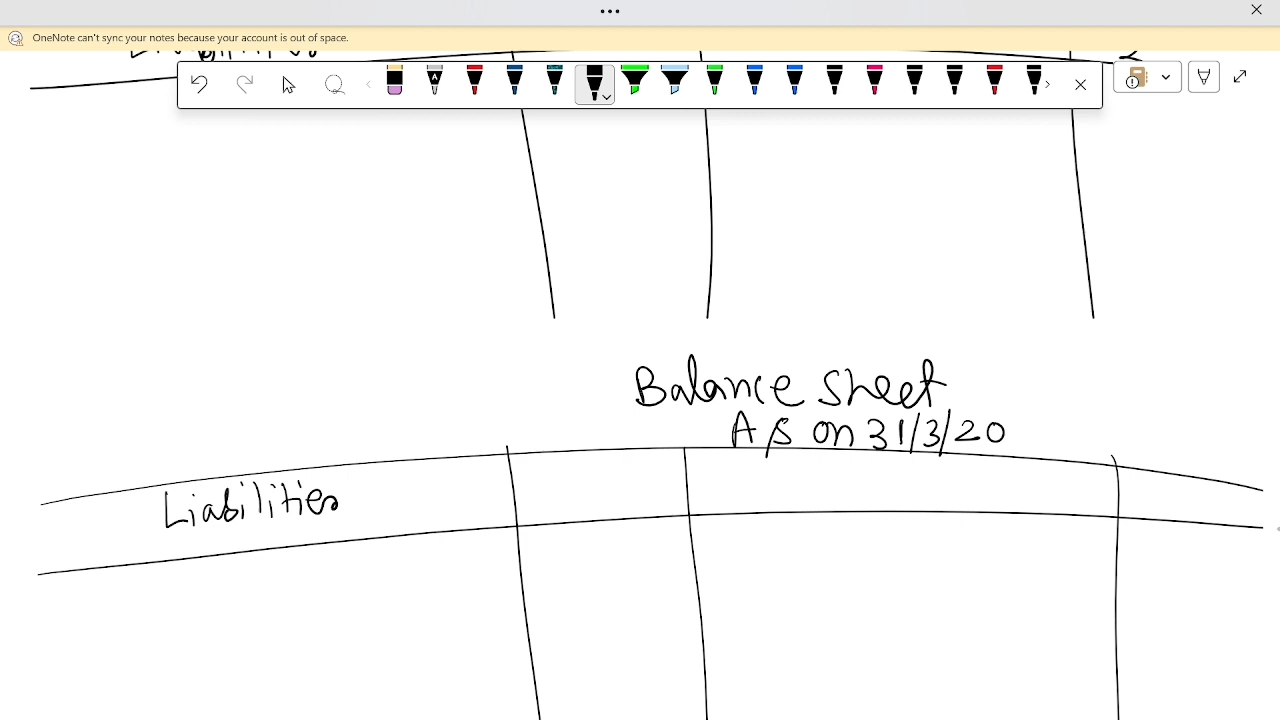 OneNote can't sync your notes because your account is out of space.
Balance Sheet
As on 31/3/20
Liabilities